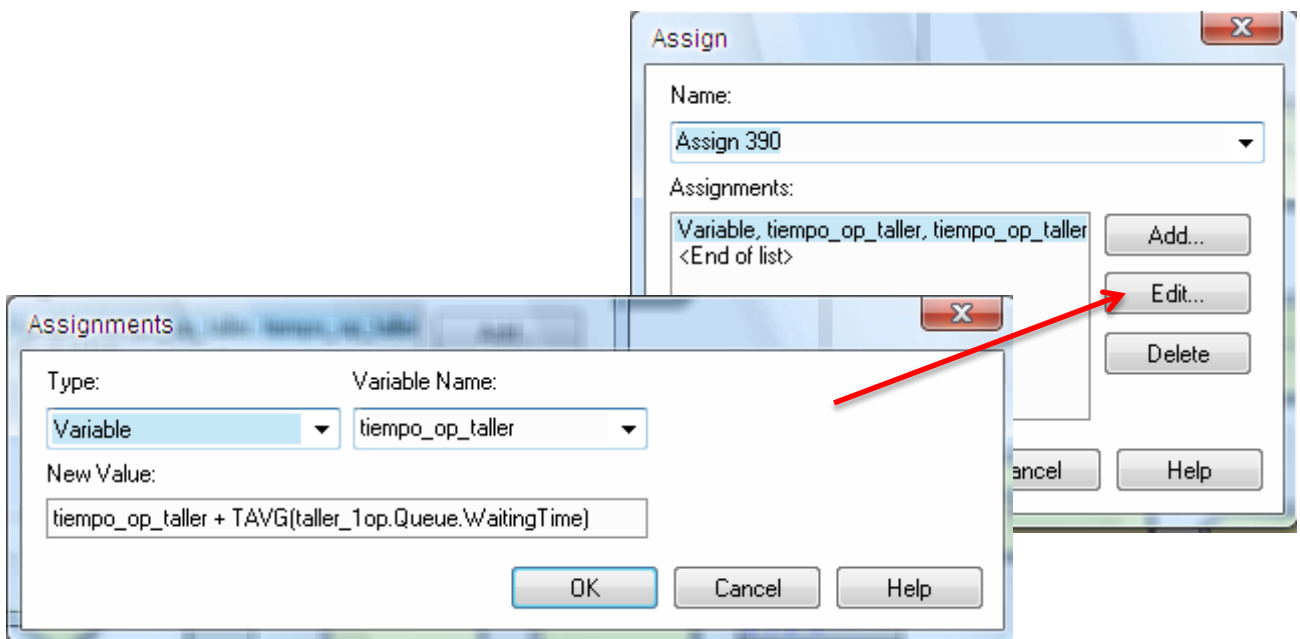 Assign
Name:
Assign 390
Assignments:
Variable, tiempo_op_taller, tiempo_op_taller
<End of list>
Add...
Edit...
Delete
ancel
Help
Assignments
Type:
Variable Name:
Variable
tiempo_op_taller
New Value:
tiempo_op_taller + TAVG(taller_1op.Queue.WaitingTime)
OK
Cancel
Help